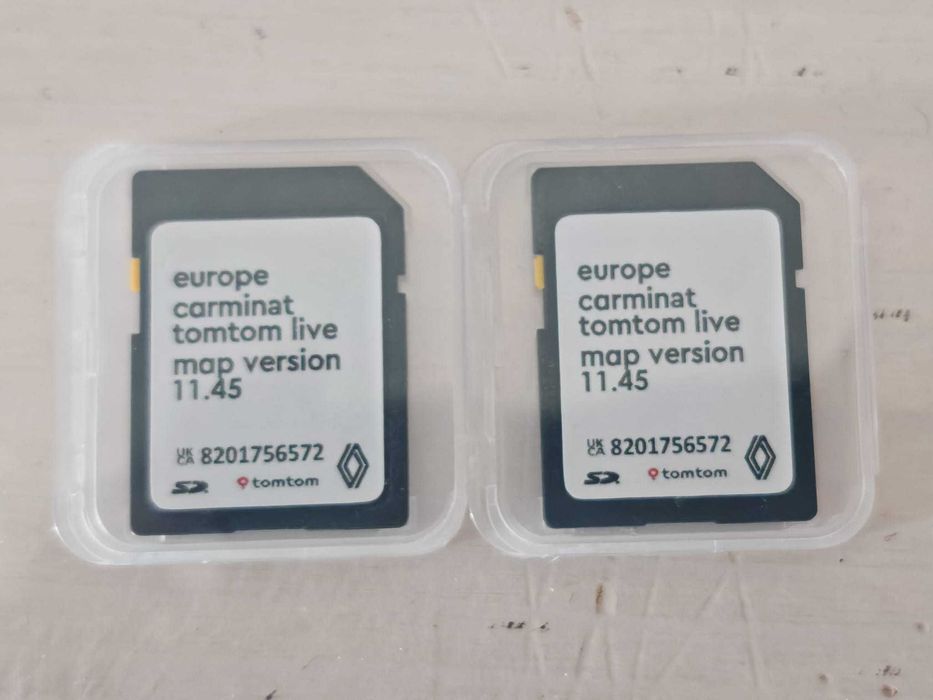 europe
carminat
tomtom live
map version
11.45
UK
CA 8201756572
SD
tomtom
europe
carminat
tomtom live
map version
11.45
UK
CA 8201756572
SD
tomtom